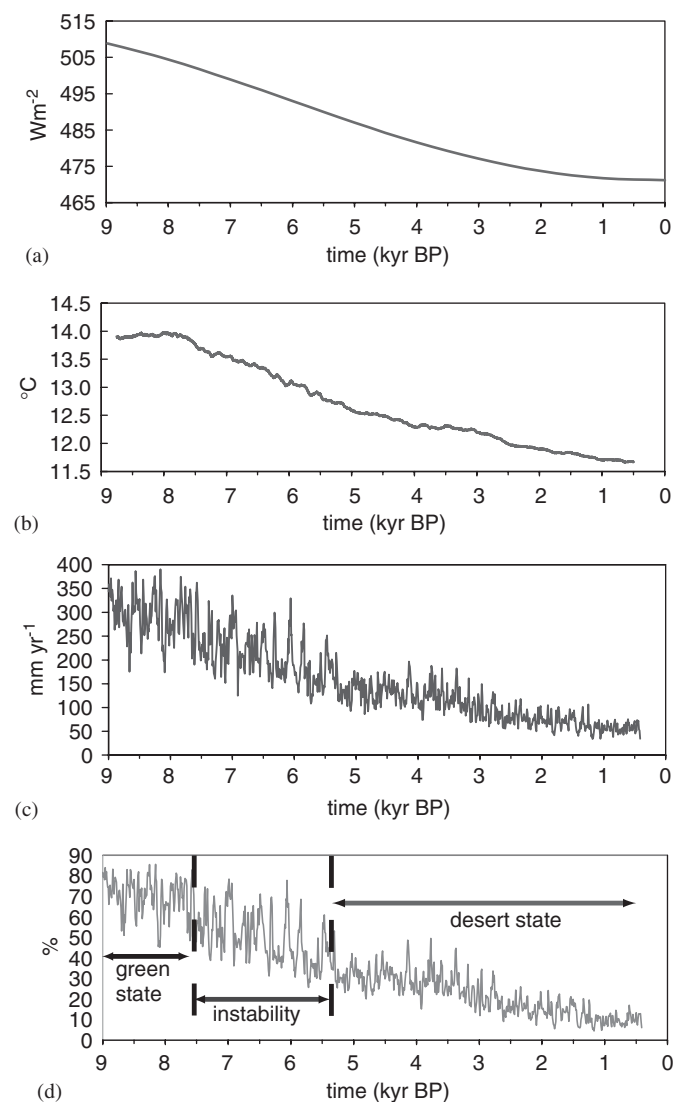 515
505
495
485
475
465
Wm-2
9 8 7 6 5 4 3 2 1 0
time (kyr BP)
(a)
14.5
14.0
13.5
13.0
12.5
12.0
11.5
°C
9 8 7 6 5 4 3 2 1 0
time (kyr BP)
(b)
400
350
300
250
200
150
100
50
0
mm yr-1
9 8 7 6 5 4 3 2 1 0
time (kyr BP)
(c)
90
80
70
60
50
40
30
20
10
0
%
desert state
green
state
instability
9 8 7 6 5 4 3 2 1 0
time (kyr BP)
(d)